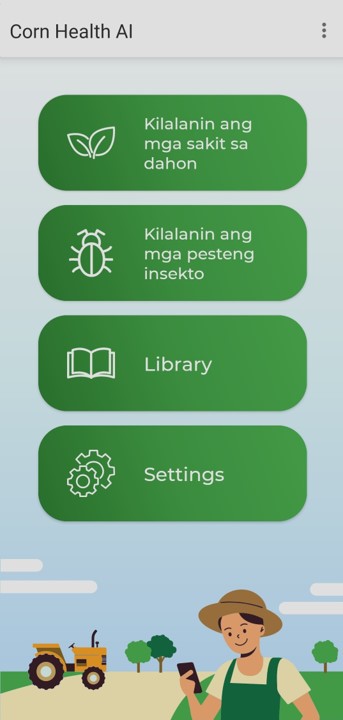 Corn Health AI
Kilalanin ang
mga sakit sa
dahon
Kilalanin ang
mga pesteng
insekto
Library
Settings